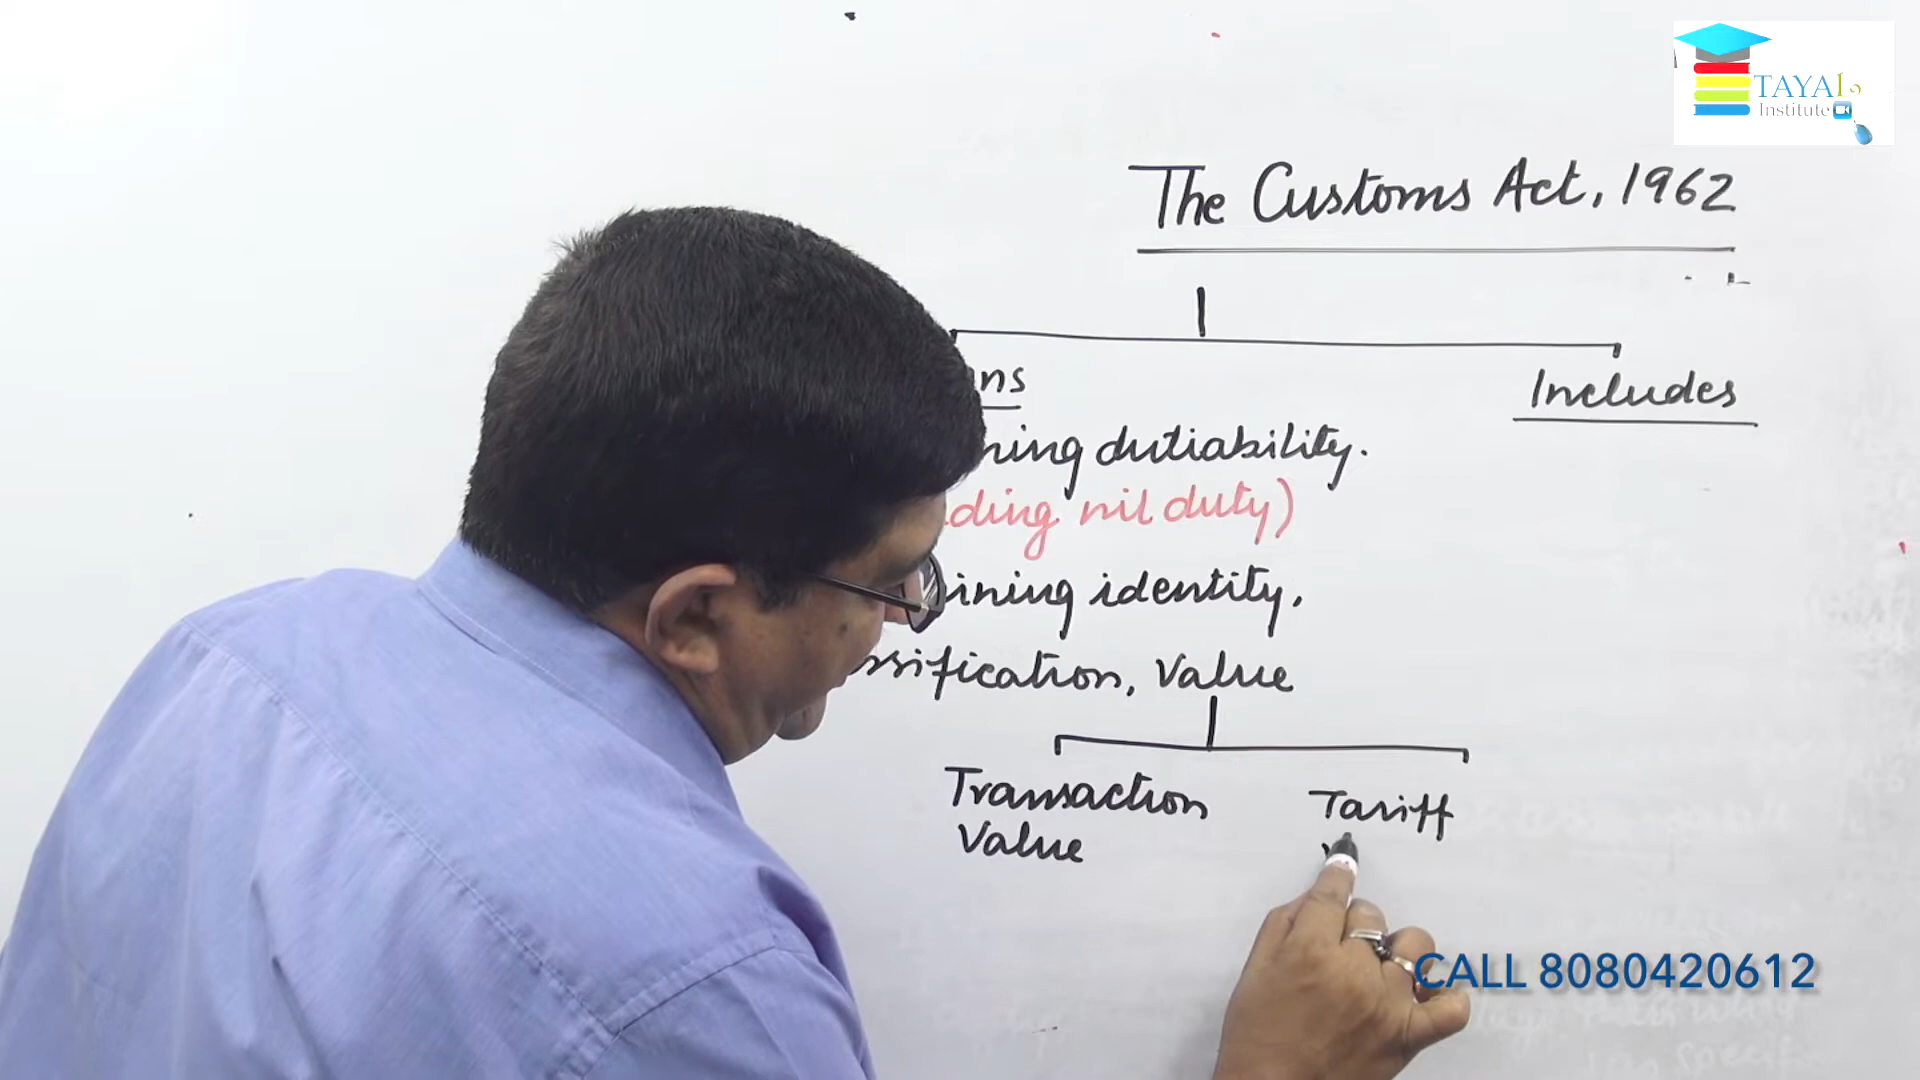 TAYAL
Institute
The Customs Act, 1962
ns
Includes
ning dutiability.
ding nil duty)
ining identity,
ssification, Value
Transaction
Value
Tariff
CALL 8080420612